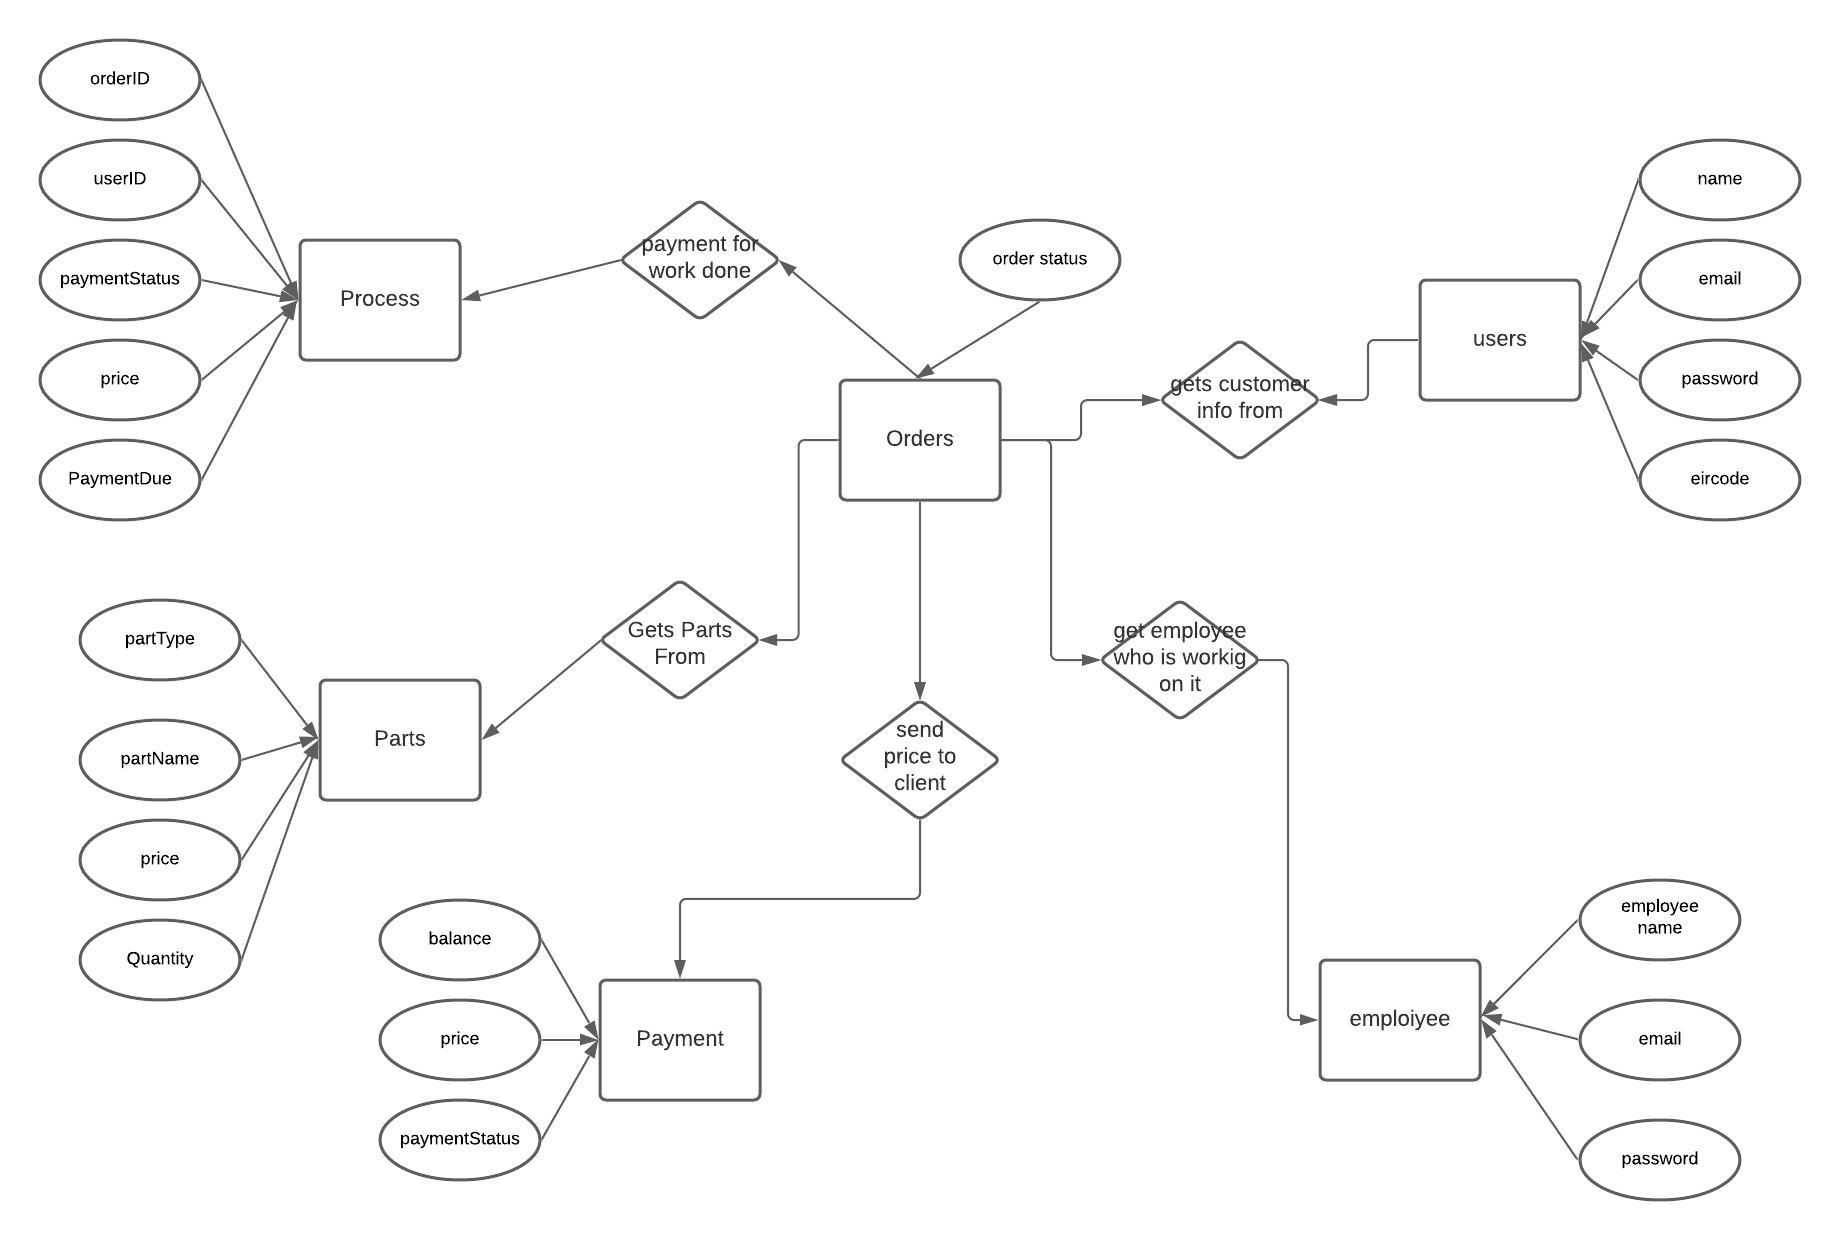 orderID
userID
paymentStatus
price
PaymentDue
Process
payment for
work done
order status
Orders
gets customer
info from
users
name
email
password
eircode
partType
partName
price
Quantity
Parts
Gets Parts
From
send
price to
client
get employee
who is workig
on it
balance
price
paymentStatus
Payment
emploiyee
employee
name
email
password